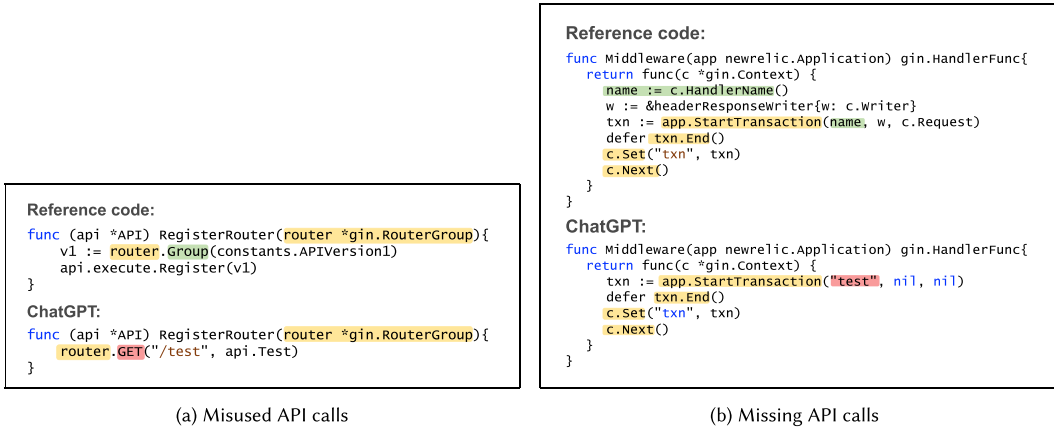 Reference code:
func (api *API) RegisterRouter(router *gin.RouterGroup){
    v1 := router.Group(constants.APIVersion1)
    api.execute.Register(v1)
}
ChatGPT:
func (api *API) RegisterRouter(router *gin.RouterGroup){
    router.GET("/test", api.Test)
}
(a) Misused API calls
Reference code:
func Middleware(app newrelic.Application) gin.HandlerFunc{
  return func(c *gin.Context) {
    name := c.HandlerName()
    w := &headerResponseWriter{w: c.Writer}
    txn := app.StartTransaction(name, w, c.Request)
    defer txn.End()
    c.Set("txn", txn)
    c.Next()
  }
}
ChatGPT:
func Middleware(app newrelic.Application) gin.HandlerFunc{
  return func(c *gin.Context) {
    txn := app.StartTransaction("test", nil, nil)
    defer txn.End()
    c.Set("txn", txn)
    c.Next()
  }
}
(b) Missing API calls